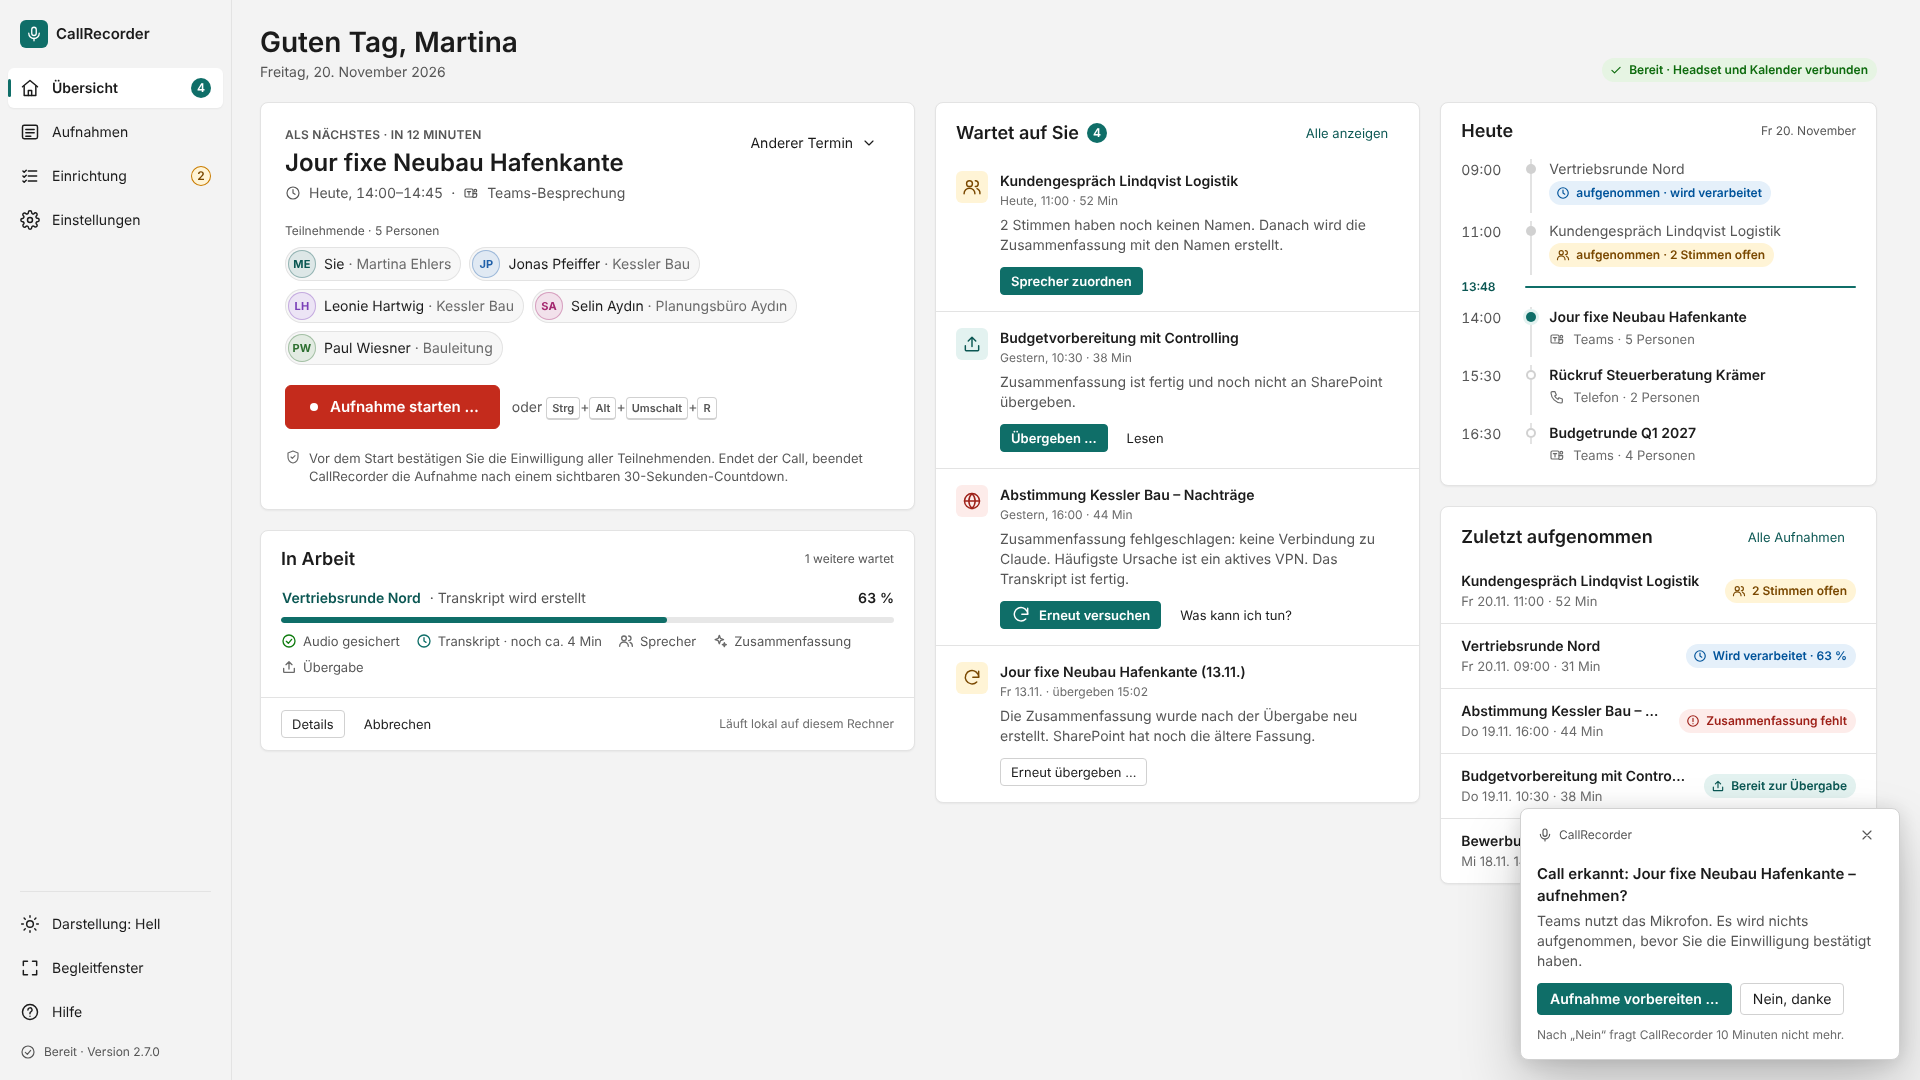 CallRecorder
Übersicht
4
Aufnahmen
Einrichtung
2
Einstellungen
Darstellung: Hell
Begleitfenster
Hilfe
Bereit · Version 2.7.0
Guten Tag, Martina
Freitag, 20. November 2026
Bereit · Headset und Kalender verbunden
ALS NÄCHSTES · IN 12 MINUTEN
Jour fixe Neubau Hafenkante
Anderer Termin
Heute, 14:00–14:45 · Teams-Besprechung
Teilnehmende · 5 Personen
ME Sie · Martina Ehlers
JP Jonas Pfeiffer · Kessler Bau
LH Leonie Hartwig · Kessler Bau
SA Selin Aydın · Planungsbüro Aydın
PW Paul Wiesner · Bauleitung
Aufnahme starten ...
oder Strg + Alt + Umschalt + R
Vor dem Start bestätigen Sie die Einwilligung aller Teilnehmenden. Endet der Call, beendet
CallRecorder die Aufnahme nach einem sichtbaren 30-Sekunden-Countdown.
In Arbeit
1 weitere wartet
Vertriebsrunde Nord · Transkript wird erstellt
63 %
Audio gesichert
Transkript · noch ca. 4 Min
Sprecher
Zusammenfassung
Übergabe
Details
Abbrechen
Läuft lokal auf diesem Rechner
Wartet auf Sie 4
Alle anzeigen
Kundengespräch Lindqvist Logistik
Heute, 11:00 · 52 Min
2 Stimmen haben noch keinen Namen. Danach wird die
Zusammenfassung mit den Namen erstellt.
Sprecher zuordnen
Budgetvorbereitung mit Controlling
Gestern, 10:30 · 38 Min
Zusammenfassung ist fertig und noch nicht an SharePoint
übergeben.
Übergeben ...
Lesen
Abstimmung Kessler Bau – Nachträge
Gestern, 16:00 · 44 Min
Zusammenfassung fehlgeschlagen: keine Verbindung zu
Claude. Häufigste Ursache ist ein aktives VPN. Das
Transkript ist fertig.
Erneut versuchen
Was kann ich tun?
Jour fixe Neubau Hafenkante (13.11.)
Fr 13.11. · übergeben 15:02
Die Zusammenfassung wurde nach der Übergabe neu
erstellt. SharePoint hat noch die ältere Fassung.
Erneut übergeben ...
Heute
Fr 20. November
09:00
Vertriebsrunde Nord
aufgenommen · wird verarbeitet
11:00
Kundengespräch Lindqvist Logistik
aufgenommen · 2 Stimmen offen
13:48
14:00
Jour fixe Neubau Hafenkante
Teams · 5 Personen
15:30
Rückruf Steuerberatung Krämer
Telefon · 2 Personen
16:30
Budgetrunde Q1 2027
Teams · 4 Personen
Zuletzt aufgenommen
Alle Aufnahmen
Kundengespräch Lindqvist Logistik
Fr 20.11. 11:00 · 52 Min
2 Stimmen offen
Vertriebsrunde Nord
Fr 20.11. 09:00 · 31 Min
Wird verarbeitet · 63 %
Abstimmung Kessler Bau – ...
Do 19.11. 16:00 · 44 Min
Zusammenfassung fehlt
Budgetvorbereitung mit Contro...
Do 19.11. 10:30 · 38 Min
Bereit zur Übergabe
Mi 18.11.
CallRecorder
Call erkannt: Jour fixe Neubau Hafenkante –
aufnehmen?
Teams nutzt das Mikrofon. Es wird nichts
aufgenommen, bevor Sie die Einwilligung bestätigt
haben.
Aufnahme vorbereiten ...
Nein, danke
Nach „Nein“ fragt CallRecorder 10 Minuten nicht mehr.